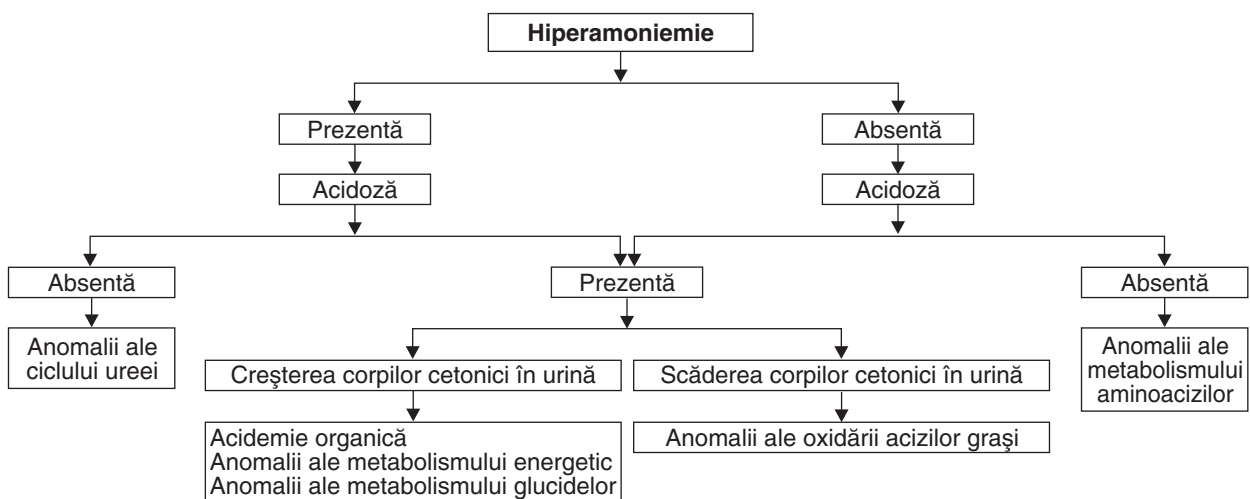 Hiperamoniemie
Prezentă
Absentă
Acidoză
Acidoză
Absentă
Prezentă
Absentă
Anomalii ale
ciclului ureei
Creşterea corpilor cetonici în urină
Scăderea corpilor cetonici în urină
Anomalii ale
metabolismului
aminoacizilor
Acidemie organică
Anomalii ale metabolismului energetic
Anomalii ale metabolismului glucidelor
Anomalii ale oxidării acizilor graşi